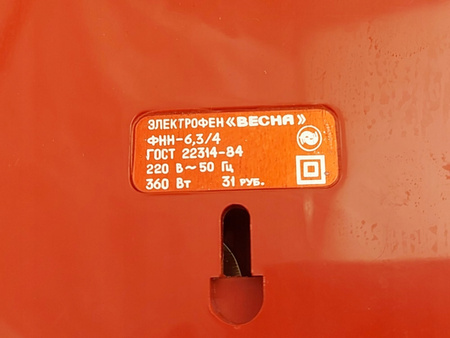 ЭЛЕКТРОФЕН «ВЕСНА»
ФНН-6,3/4
ГОСТ 22314-84
220 В ~ 50 Гц
360 Вт 31 РУБ.